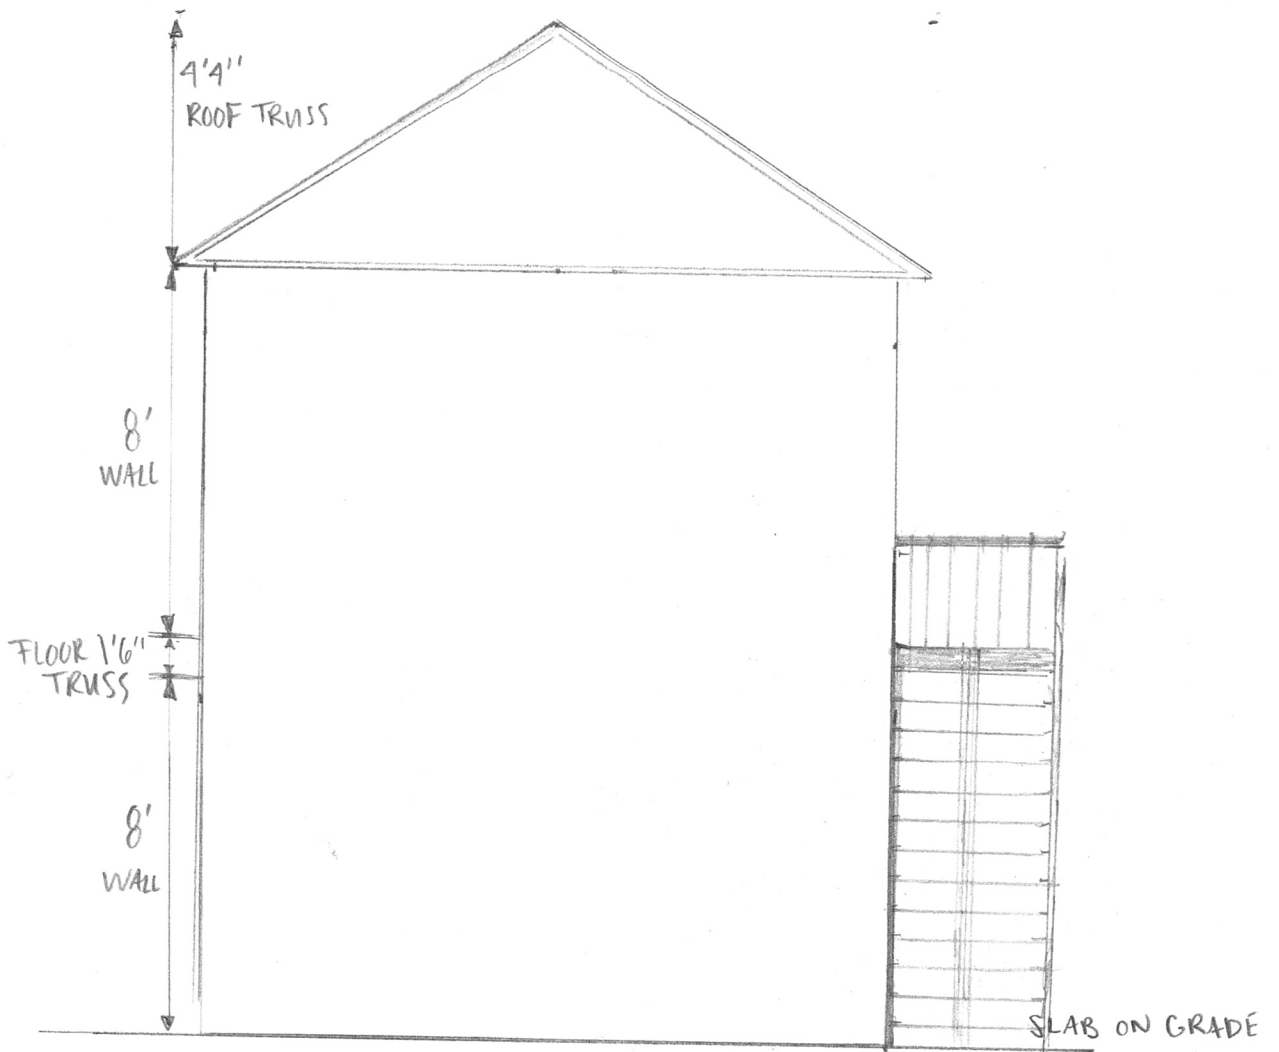 4'4"
ROOF TRUSS
8'
WALL
FLOOR 1'6"
TRUSS
8'
WALL
SLAB ON GRADE